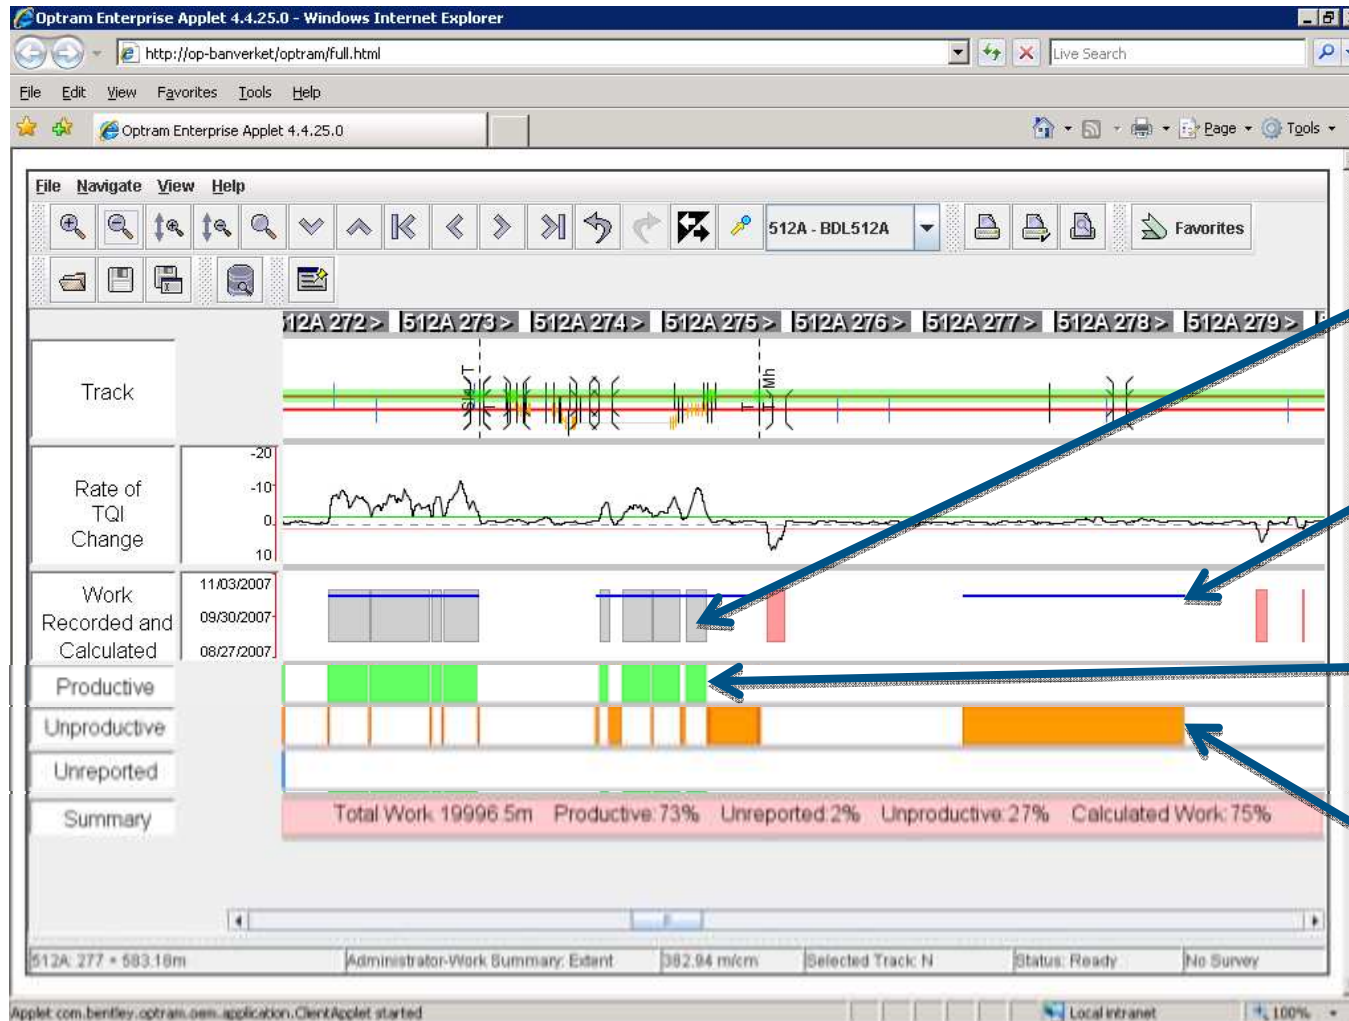 Optram Enterprise Applet 4.4.25.0 - Windows Internet Explorer
http://op-banverket/optram/full.html
Live Search
File Edit View Favorites Tools Help
Optram Enterprise Applet 4.4.25.0
Page Tools
File Navigate View Help
512A - BDL512A
Favorites
512A 272 > 512A 273 > 512A 274 > 512A 275 > 512A 276 > 512A 277 > 512A 278 > 512A 279 >
Track
T
T
T
T
Mh
Rate of
TQI
Change
-20
-10
0
10
Work
Recorded and
Calculated
11/03/2007
09/30/2007
08/27/2007
Productive
Unproductive
Unreported
Summary
Total Work: 19996.5m Productive: 73% Unreported:2% Unproductive: 27% Calculated Work: 75%
512A: 277 + 583.18m
Administrator-Work Summary: Extent
382.94 m/cm
Selected Track: N
Status: Ready
No Survey
Applet com.bentley.optram.oem.application.ClientApplet started
Local intranet
100%